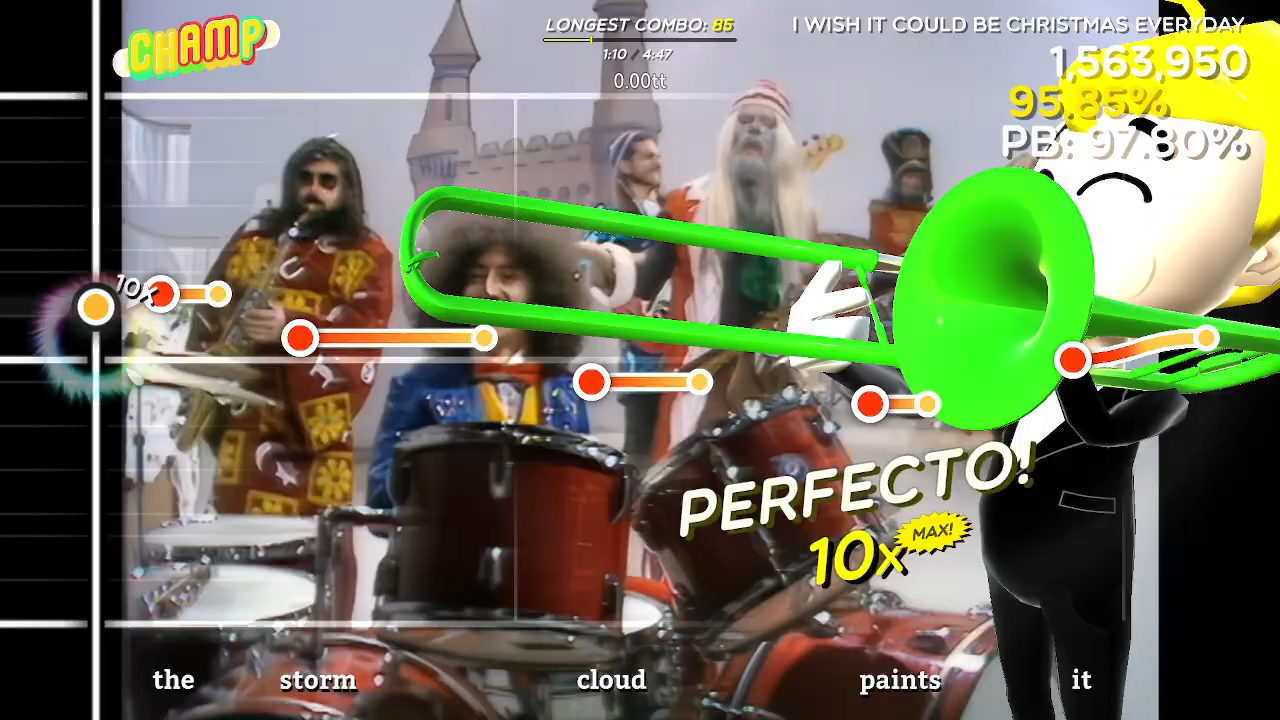 CHAMP
LONGEST COMBO: 85
1:10 / 4:47
0.00tt
I WISH IT COULD BE CHRISTMAS EVERYDAY
1,563,950
95.85%
PB: 97.80%
10x
PERFECTO!
10x MAX!
the storm cloud paints it